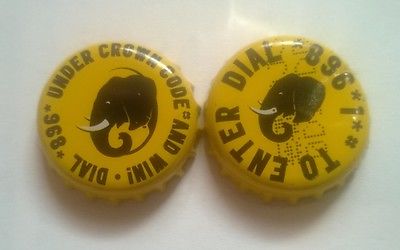 DIAL *896* UNDER CROWN CODE# AND WIN! •
TO ENTER DIAL *896*1*